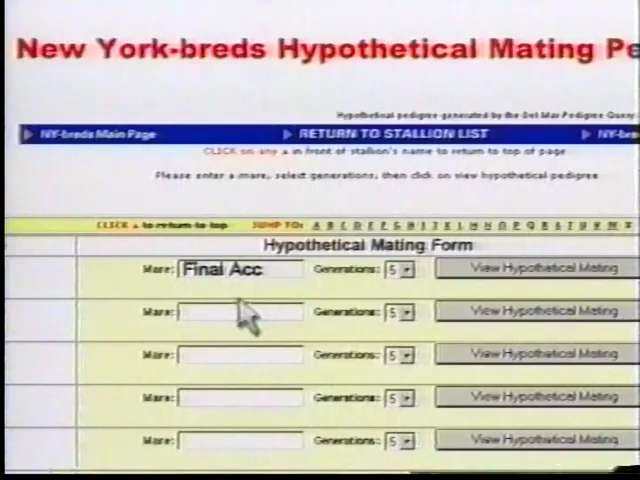 New York-breds Hypothetical Mating Pe
Hypothetical pedigree generated by the Del Mar Pedigree Query
NY-breds Main Page RETURN TO STALLION LIST NY-bre
CLICK on any ▲ in front of stallion's name to return to top of page
Please enter a mare, select generations, then click on view hypothetical pedigree
CLICK ▲ to return to top JUMP TO: A B C D E F G H I J K L M N O P Q R S T U V W X
Hypothetical Mating Form
Mare: Final Acc Generations: 5 View Hypothetical Mating
Mare: Generations: 5 View Hypothetical Mating
Mare: Generations: 5 View Hypothetical Mating
Mare: Generations: 5 View Hypothetical Mating
Mare: Generations: 5 View Hypothetical Mating